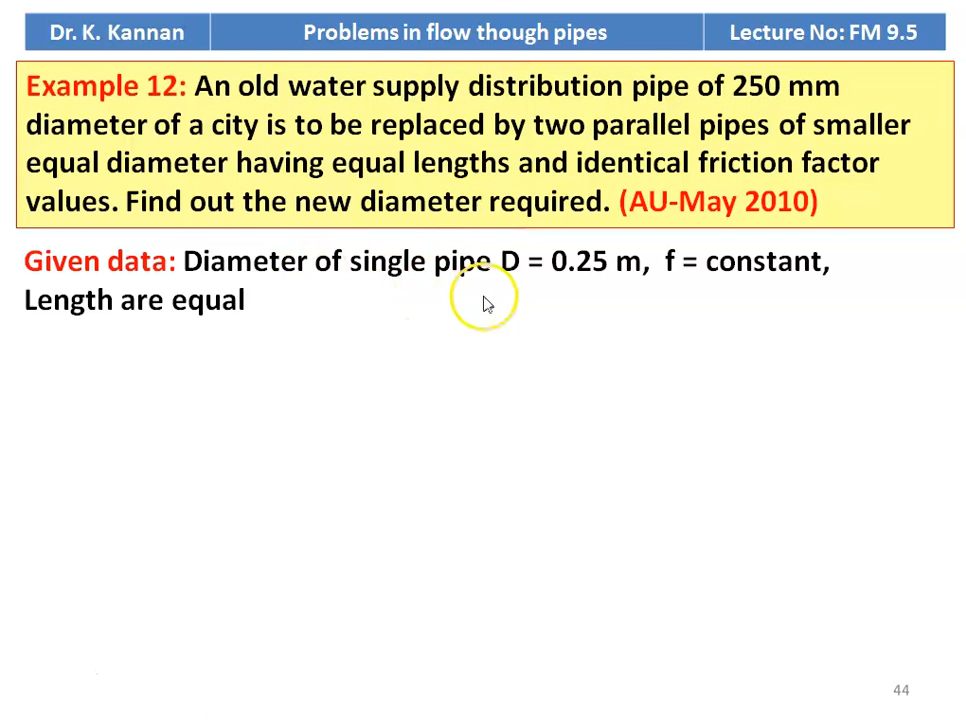 Dr. K. Kannan
Problems in flow though pipes
Lecture No: FM 9.5
Example 12: An old water supply distribution pipe of 250 mm
diameter of a city is to be replaced by two parallel pipes of smaller
equal diameter having equal lengths and identical friction factor
values. Find out the new diameter required. (AU-May 2010)
Given data: Diameter of single pipe D = 0.25 m, f = constant,
Length are equal
44